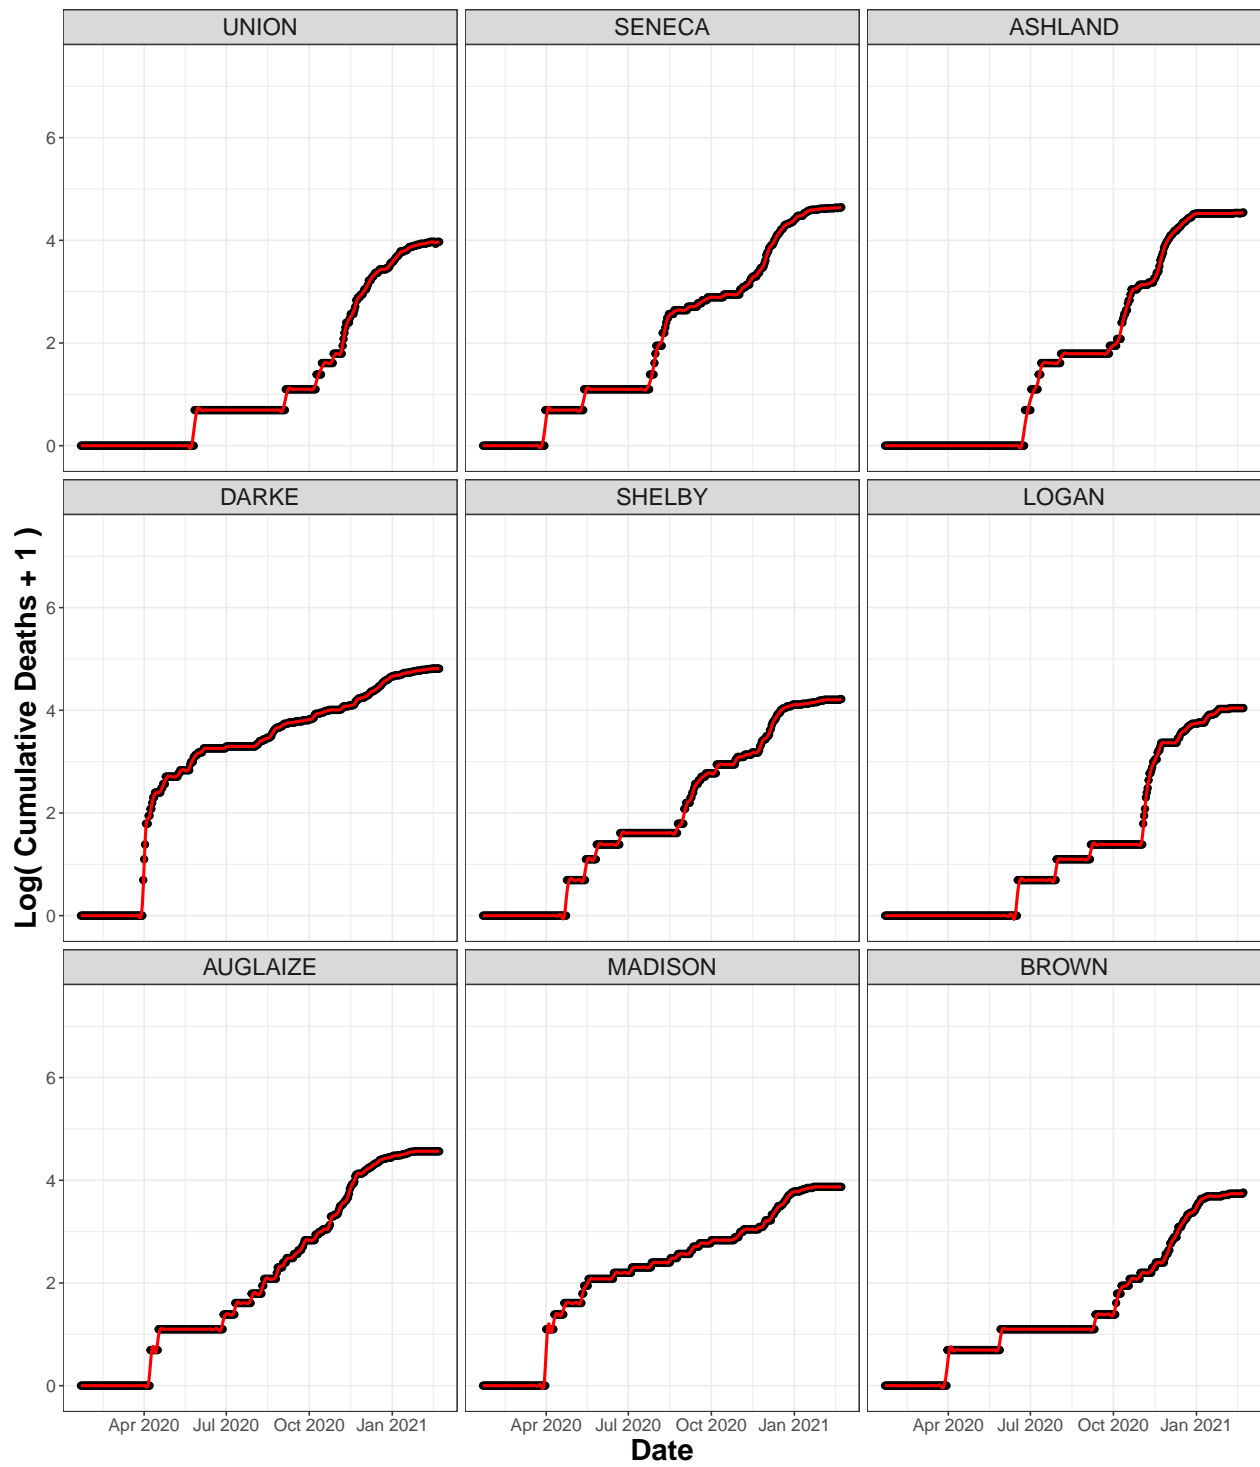 UNION SENECA ASHLAND
6
4
2
0
DARKE SHELBY LOGAN
6
4
2
0
AUGLAIZE MADISON BROWN
6
4
2
0
Log( Cumulative Deaths + 1 )
Apr 2020 Jul 2020 Oct 2020 Jan 2021 Apr 2020 Jul 2020 Oct 2020 Jan 2021 Apr 2020 Jul 2020 Oct 2020 Jan 2021
Date